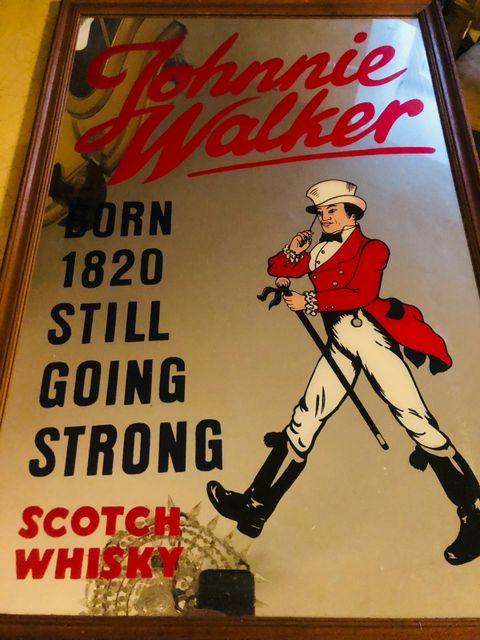 Johnnie
Walker
BORN
1820
STILL
GOING
STRONG
SCOTCH
WHISKY